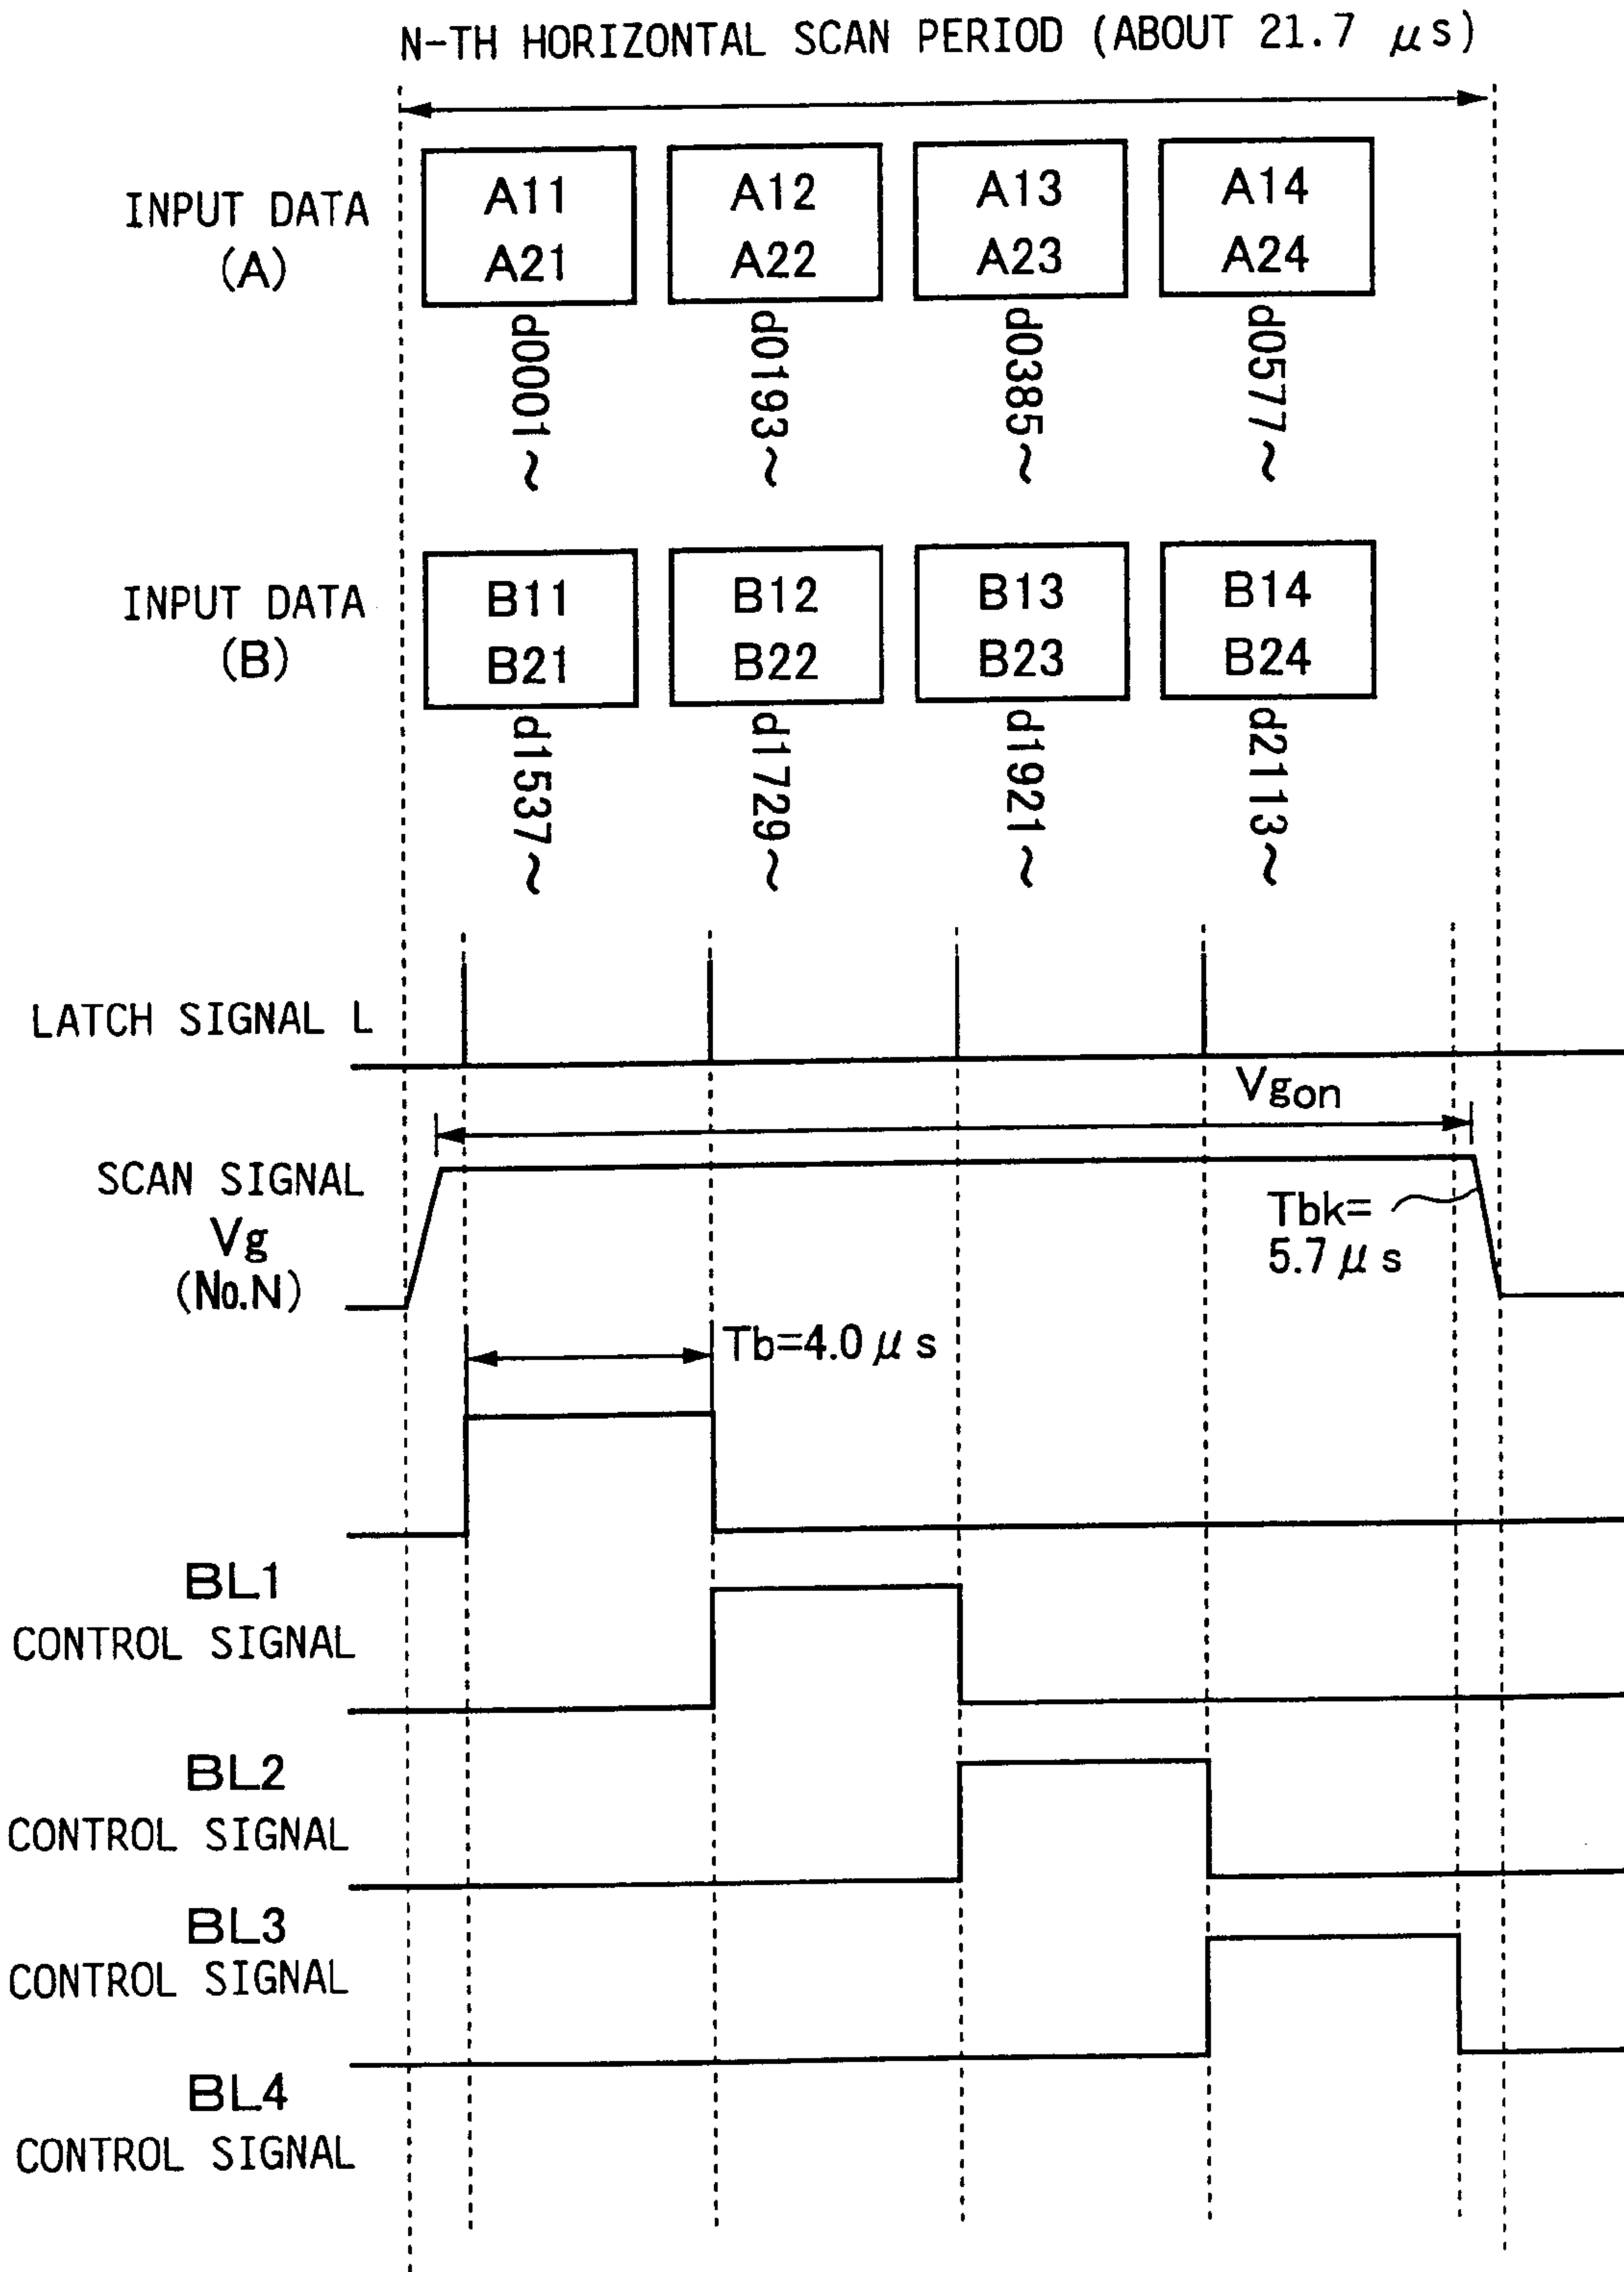 N-TH HORIZONTAL SCAN PERIOD (ABOUT 21.7 μs)
INPUT DATA
(A)
A11
A21
A12
A22
A13
A23
A14
A24
d0001~
d0193~
d0385~
d0577~
INPUT DATA
(B)
B11
B21
B12
B22
B13
B23
B14
B24
d1537~
d1729~
d1921~
d2113~
LATCH SIGNAL L
Vgon
SCAN SIGNAL
Vg
(No.N)
Tbk=
5.7 μs
Tb=4.0 μs
BL1
CONTROL SIGNAL
BL2
CONTROL SIGNAL
BL3
CONTROL SIGNAL
BL4
CONTROL SIGNAL